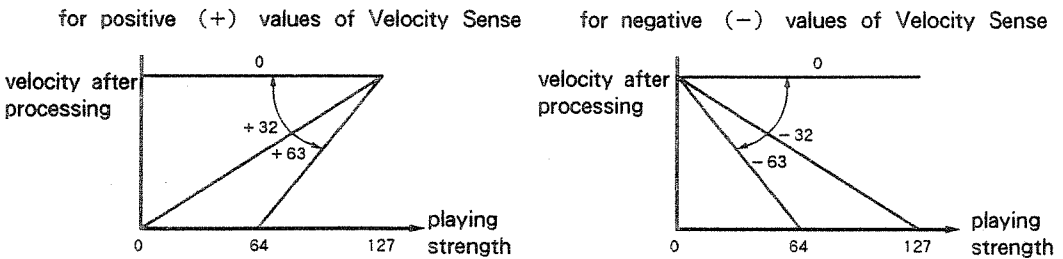 for positive (+) values of Velocity Sense
velocity after
processing
0
+32
+63
playing
strength
0 64 127
for negative (−) values of Velocity Sense
velocity after
processing
0
−32
−63
playing
strength
0 64 127